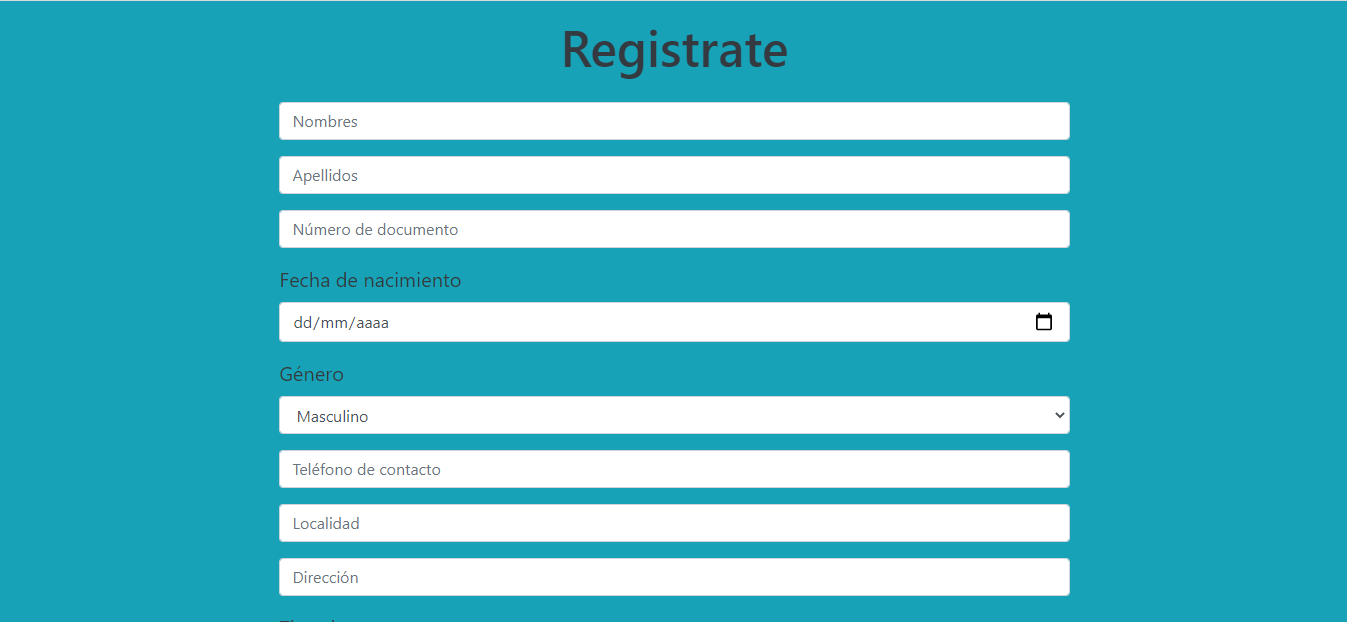 Registrate
Nombres
Apellidos
Número de documento
Fecha de nacimiento
dd/mm/aaaa
Género
Masculino
Teléfono de contacto
Localidad
Dirección